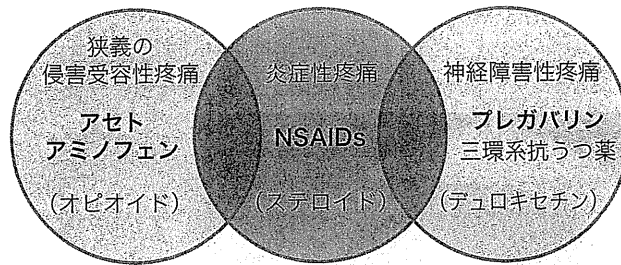 狭義の
侵害受容性疼痛
アセト
アミノフェン
（オピオイド）
炎症性疼痛
NSAIDs
（ステロイド）
神経障害性疼痛
プレガバリン
三環系抗うつ薬
（デュロキセチン）